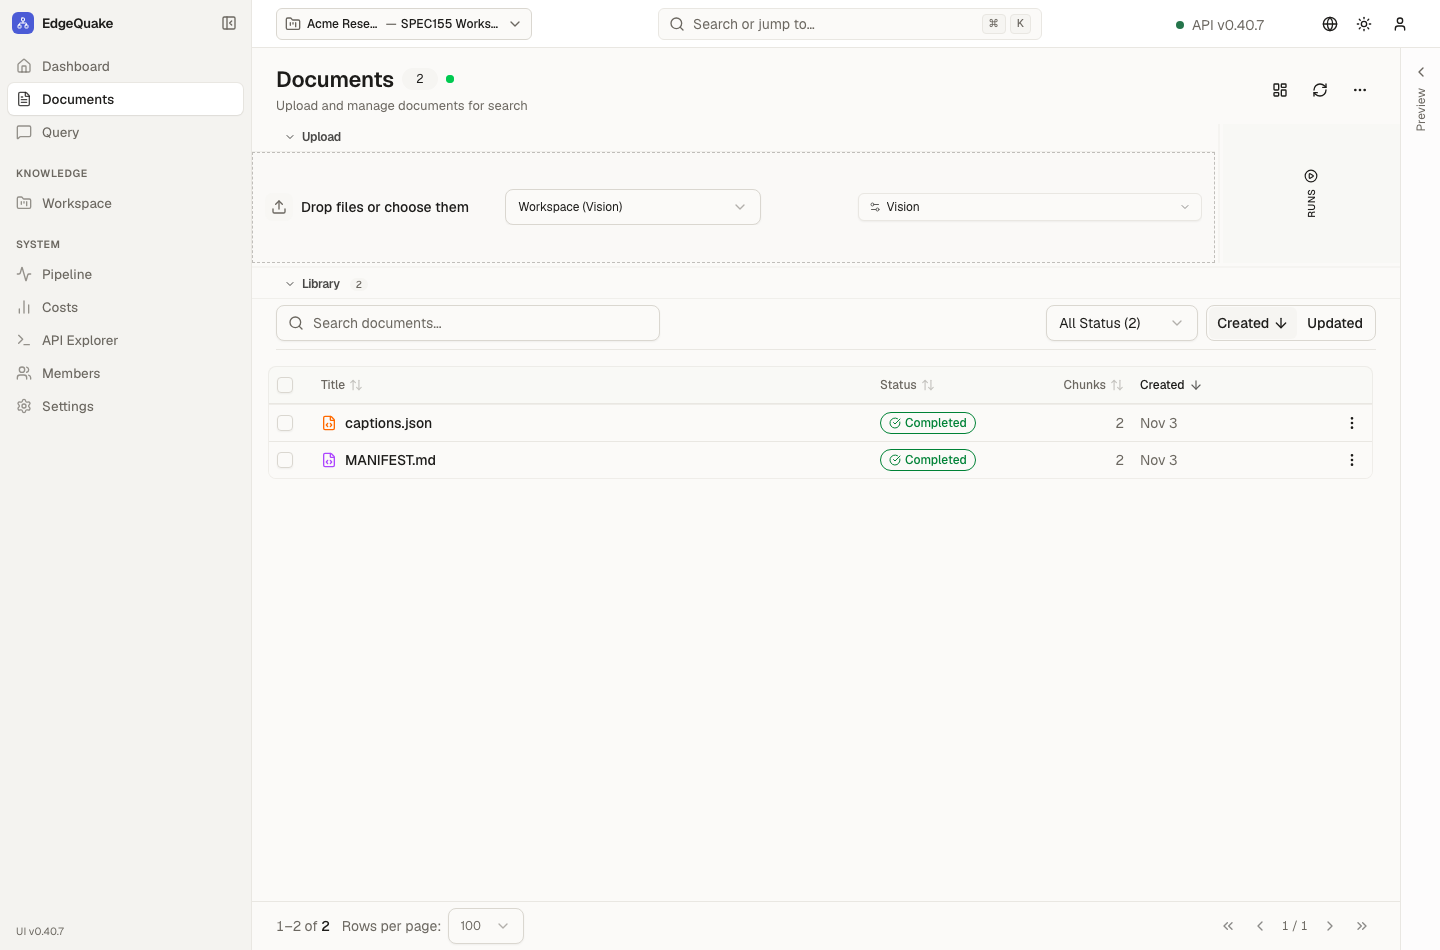 EdgeQuake
Dashboard
Documents
Query
KNOWLEDGE
Workspace
SYSTEM
Pipeline
Costs
API Explorer
Members
Settings
UI v0.40.7
Acme Rese... — SPEC155 Works...
Search or jump to...
⌘ K
API v0.40.7
Documents 2
Upload and manage documents for search
Upload
Drop files or choose them
Workspace (Vision)
Vision
RUNS
Preview
Library 2
Search documents...
All Status (2)
Created Updated
Title Status Chunks Created
captions.json Completed 2 Nov 3
MANIFEST.md Completed 2 Nov 3
1–2 of 2 Rows per page: 100
1 / 1